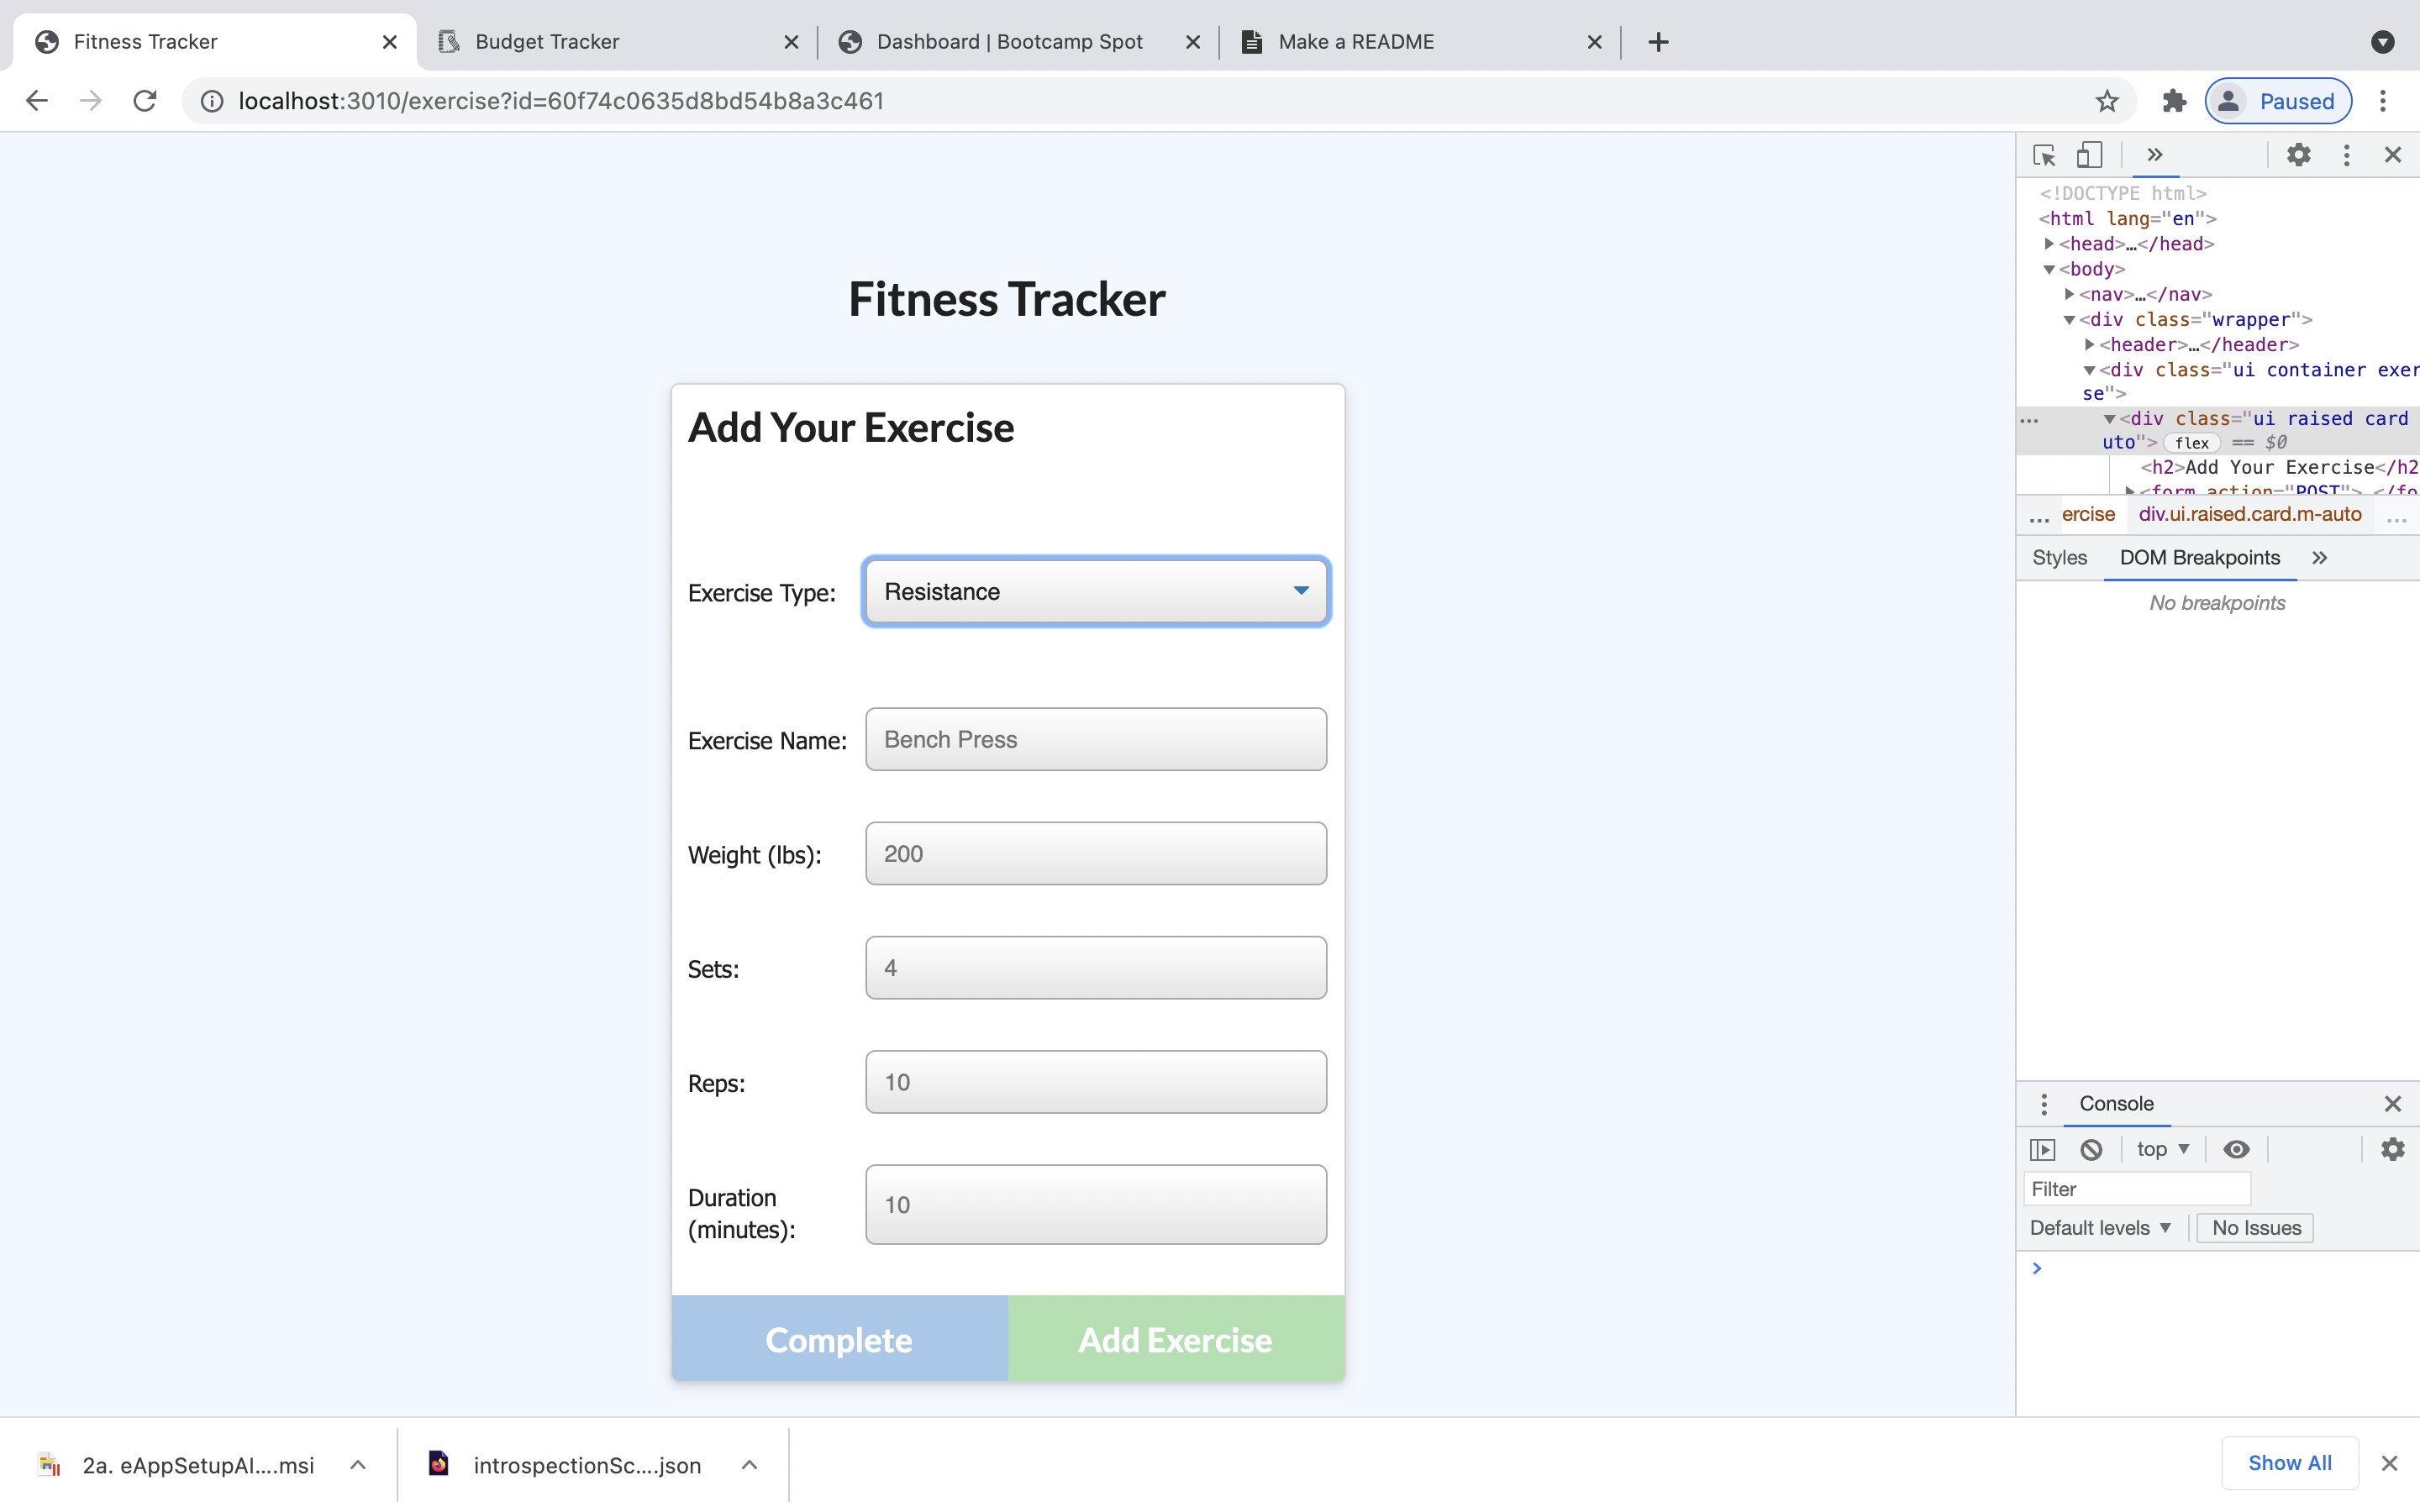 Fitness Tracker
Budget Tracker
Dashboard | Bootcamp Spot
Make a README
localhost:3010/exercise?id=60f74c0635d8bd54b8a3c461
Paused
Fitness Tracker
Add Your Exercise
Exercise Type:
Resistance
Exercise Name:
Bench Press
Weight (lbs):
200
Sets:
4
Reps:
10
Duration
(minutes):
10
Complete
Add Exercise
<!DOCTYPE html>
<html lang="en">
<head>…</head>
<body>
<nav>…</nav>
<div class="wrapper">
<header>…</header>
<div class="ui container exer
se">
<div class="ui raised card
uto"> flex == $0
<h2>Add Your Exercise</h2
<form action="POST"> </fo
... ercise div.ui.raised.card.m-auto ...
Styles
DOM Breakpoints
No breakpoints
Console
top
Filter
Default levels
No Issues
2a. eAppSetupAI....msi
introspectionSc....json
Show All